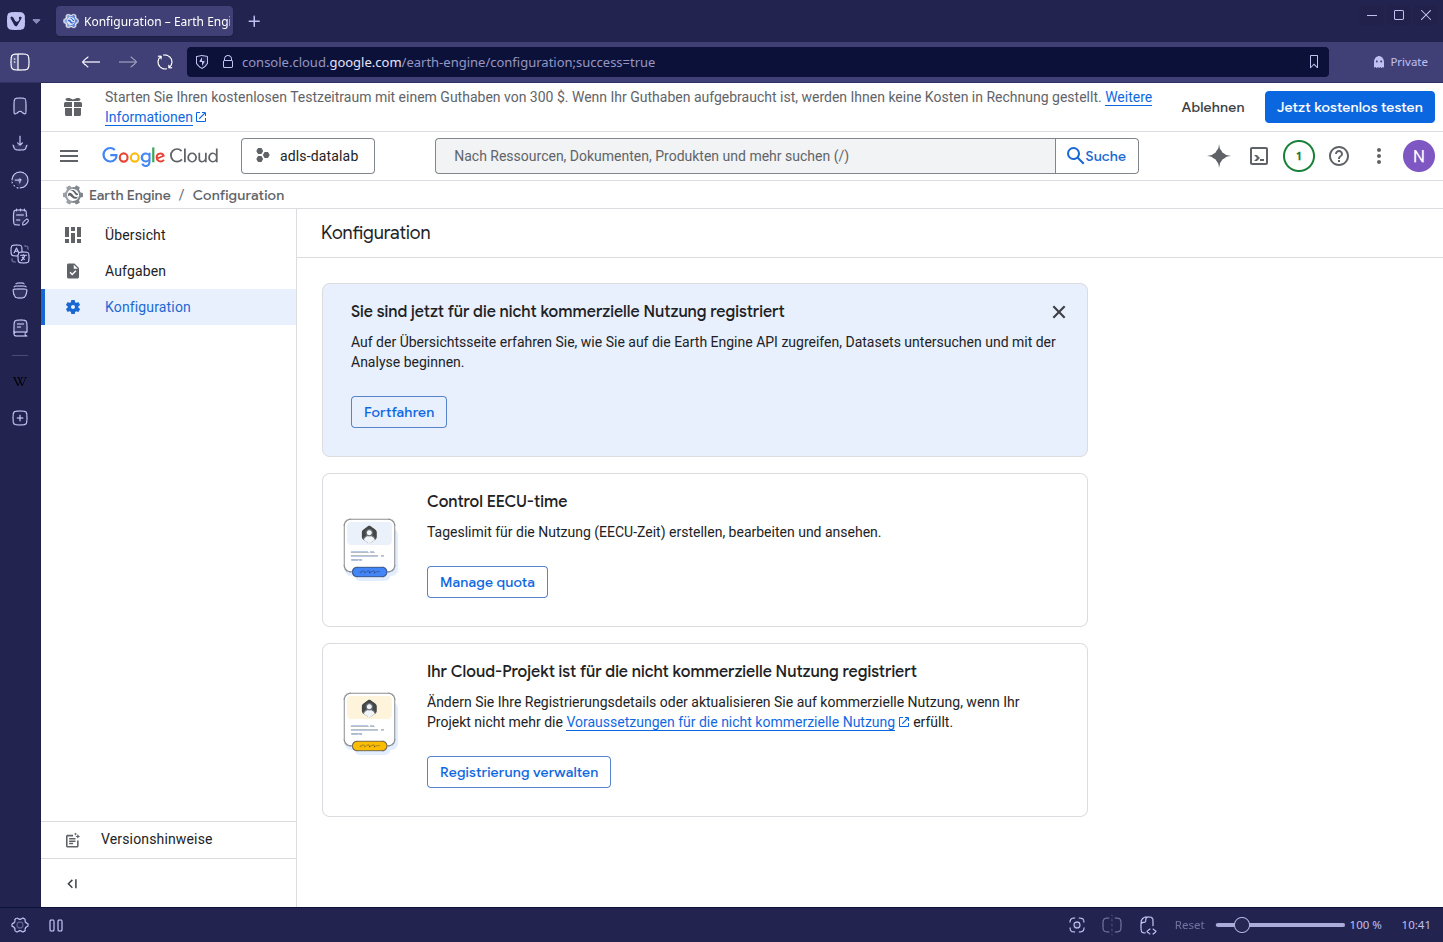 Konfiguration – Earth Engi
console.cloud.google.com/earth-engine/configuration;success=true
Private
Starten Sie Ihren kostenlosen Testzeitraum mit einem Guthaben von 300 $. Wenn Ihr Guthaben aufgebraucht ist, werden Ihnen keine Kosten in Rechnung gestellt. Weitere
Informationen
Ablehnen
Jetzt kostenlos testen
Google Cloud
adls-datalab
Nach Ressourcen, Dokumenten, Produkten und mehr suchen (/)
Suche
1
N
Earth Engine / Configuration
Übersicht
Aufgaben
Konfiguration
W
Versionshinweise
Konfiguration
Sie sind jetzt für die nicht kommerzielle Nutzung registriert
Auf der Übersichtsseite erfahren Sie, wie Sie auf die Earth Engine API zugreifen, Datasets untersuchen und mit der
Analyse beginnen.
Fortfahren
Control EECU-time
Tageslimit für die Nutzung (EECU-Zeit) erstellen, bearbeiten und ansehen.
Manage quota
Ihr Cloud-Projekt ist für die nicht kommerzielle Nutzung registriert
Ändern Sie Ihre Registrierungsdetails oder aktualisieren Sie auf kommerzielle Nutzung, wenn Ihr
Projekt nicht mehr die Voraussetzungen für die nicht kommerzielle Nutzung erfüllt.
Registrierung verwalten
Reset
100 %
10:41